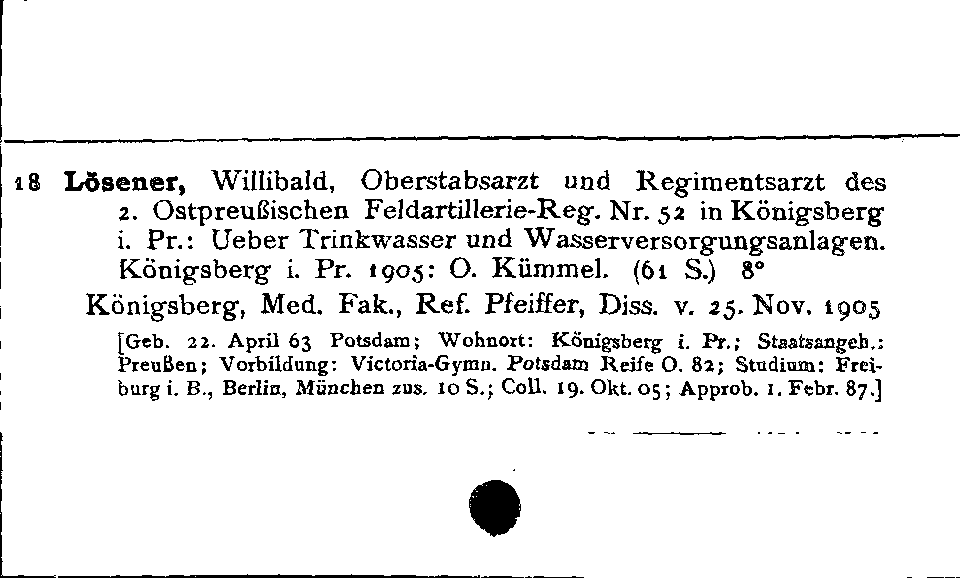 18 Lösener, Willibald, Oberstabsarzt und Regimentsarzt des
2. Ostpreußischen Feldartillerie-Reg. Nr. 52 in Königsberg
i. Pr.: Ueber Trinkwasser und Wasserversorgungsanlagen.
Königsberg i. Pr. 1905: O. Kümmel. (61 S.) 8°
Königsberg, Med. Fak., Ref. Pfeiffer, Diss. v. 25. Nov. 1905
[Geb. 22. April 63 Potsdam; Wohnort: Königsberg i. Pr.; Staatsangeh.:
Preußen; Vorbildung: Victoria-Gymn. Potsdam Reife O. 82; Studium: Frei-
burg i. B., Berlin, München zus. 10 S.; Coll. 19. Okt. 05; Approb. 1. Febr. 87.]